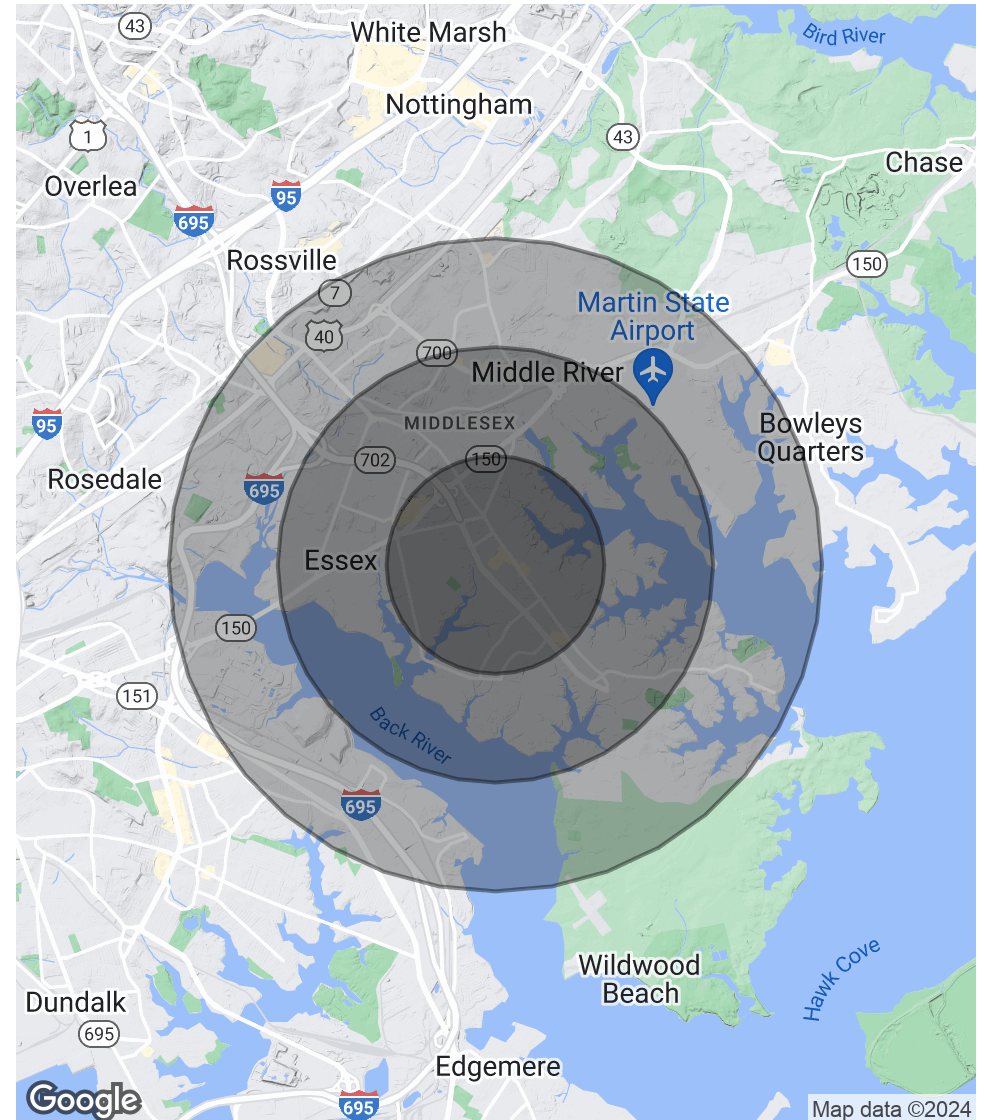 43
White Marsh
Bird River
Nottingham
1
43
Chase
Overlea
95
695
Rossville
150
7
Martin State
Airport
40
700
Middle River
MIDDLESEX
95
Bowleys
Quarters
702
150
Rosedale
695
Essex
150
151
Back River
695
Hawk Cove
Wildwood
Beach
Dundalk
695
Edgemere
Google
695
Map data ©2024